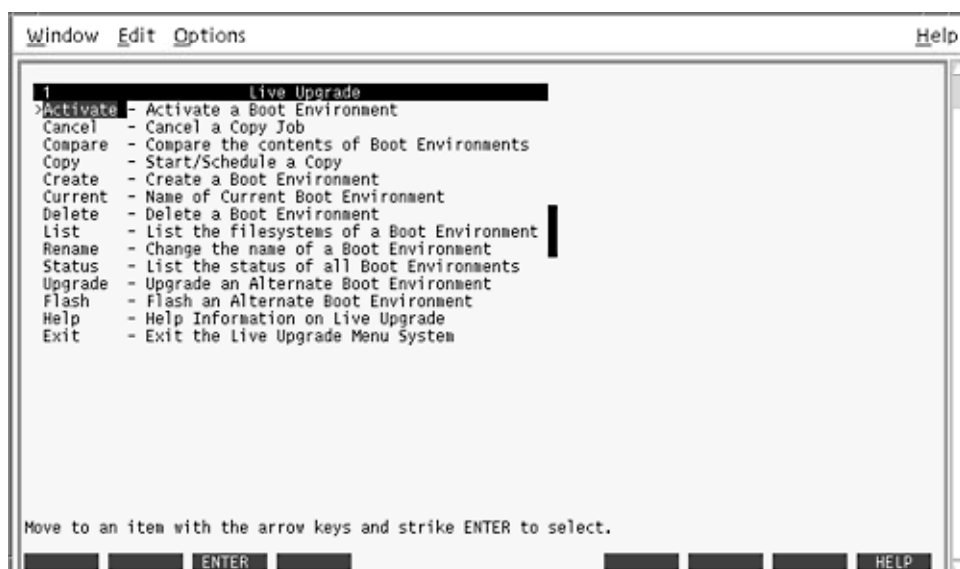 Window Edit Options Help
1 Live Upgrade
>Activate - Activate a Boot Environment
Cancel - Cancel a Copy Job
Compare - Compare the contents of Boot Environments
Copy - Start/Schedule a Copy
Create - Create a Boot Environment
Current - Name of Current Boot Environment
Delete - Delete a Boot Environment
List - List the filesystems of a Boot Environment
Rename - Change the name of a Boot Environment
Status - List the status of all Boot Environments
Upgrade - Upgrade an Alternate Boot Environment
Flash - Flash an Alternate Boot Environment
Help - Help Information on Live Upgrade
Exit - Exit the Live Upgrade Menu System
Move to an item with the arrow keys and strike ENTER to select.
ENTER HELP